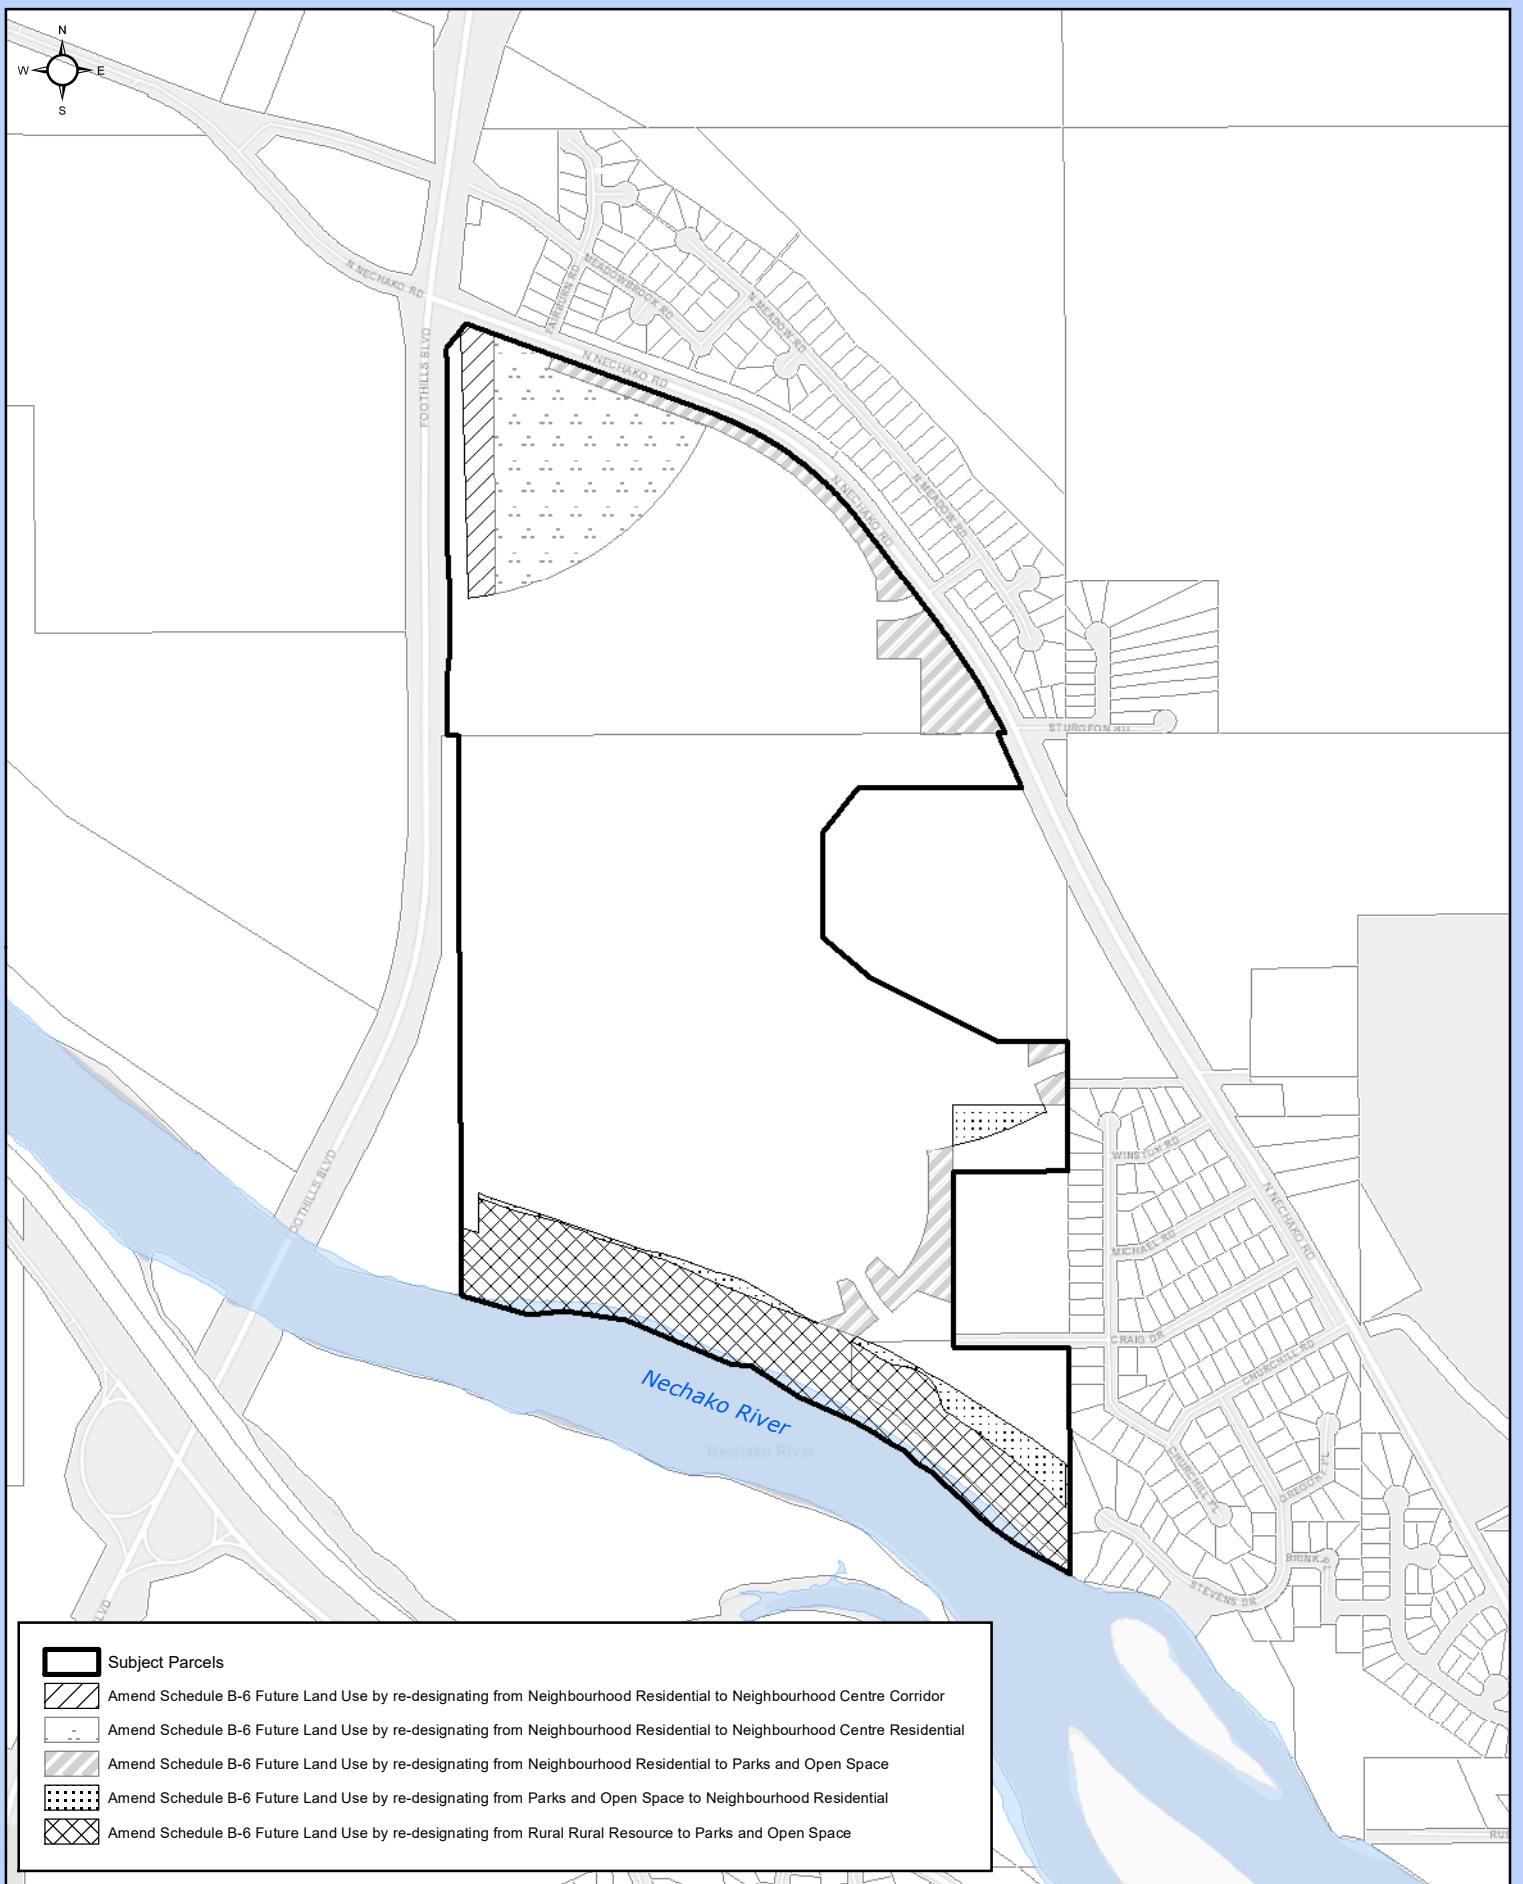 N
W E
S
N NECHAKO RD
FOOTHILLS BLVD
FAIRBURN RD
MEADOWBROOK RD
N MEADOW RD
N NECHAKO RD
N NECHAKO RD
N MEADOW RD
STURGEON RD
WINSTON RD
MICHAEL RD
N NECHAKO RD
CRAIG DR
CHURCHILL RD
CHURCHILL PL
GREGORY PL
BRINK PL
STEVENS DR
FOOTHILLS BLVD
Nechako River
Nechako River
BLVD
RUS
Subject Parcels
Amend Schedule B-6 Future Land Use by re-designating from Neighbourhood Residential to Neighbourhood Centre Corridor
Amend Schedule B-6 Future Land Use by re-designating from Neighbourhood Residential to Neighbourhood Centre Residential
Amend Schedule B-6 Future Land Use by re-designating from Neighbourhood Residential to Parks and Open Space
Amend Schedule B-6 Future Land Use by re-designating from Parks and Open Space to Neighbourhood Residential
Amend Schedule B-6 Future Land Use by re-designating from Rural Rural Resource to Parks and Open Space